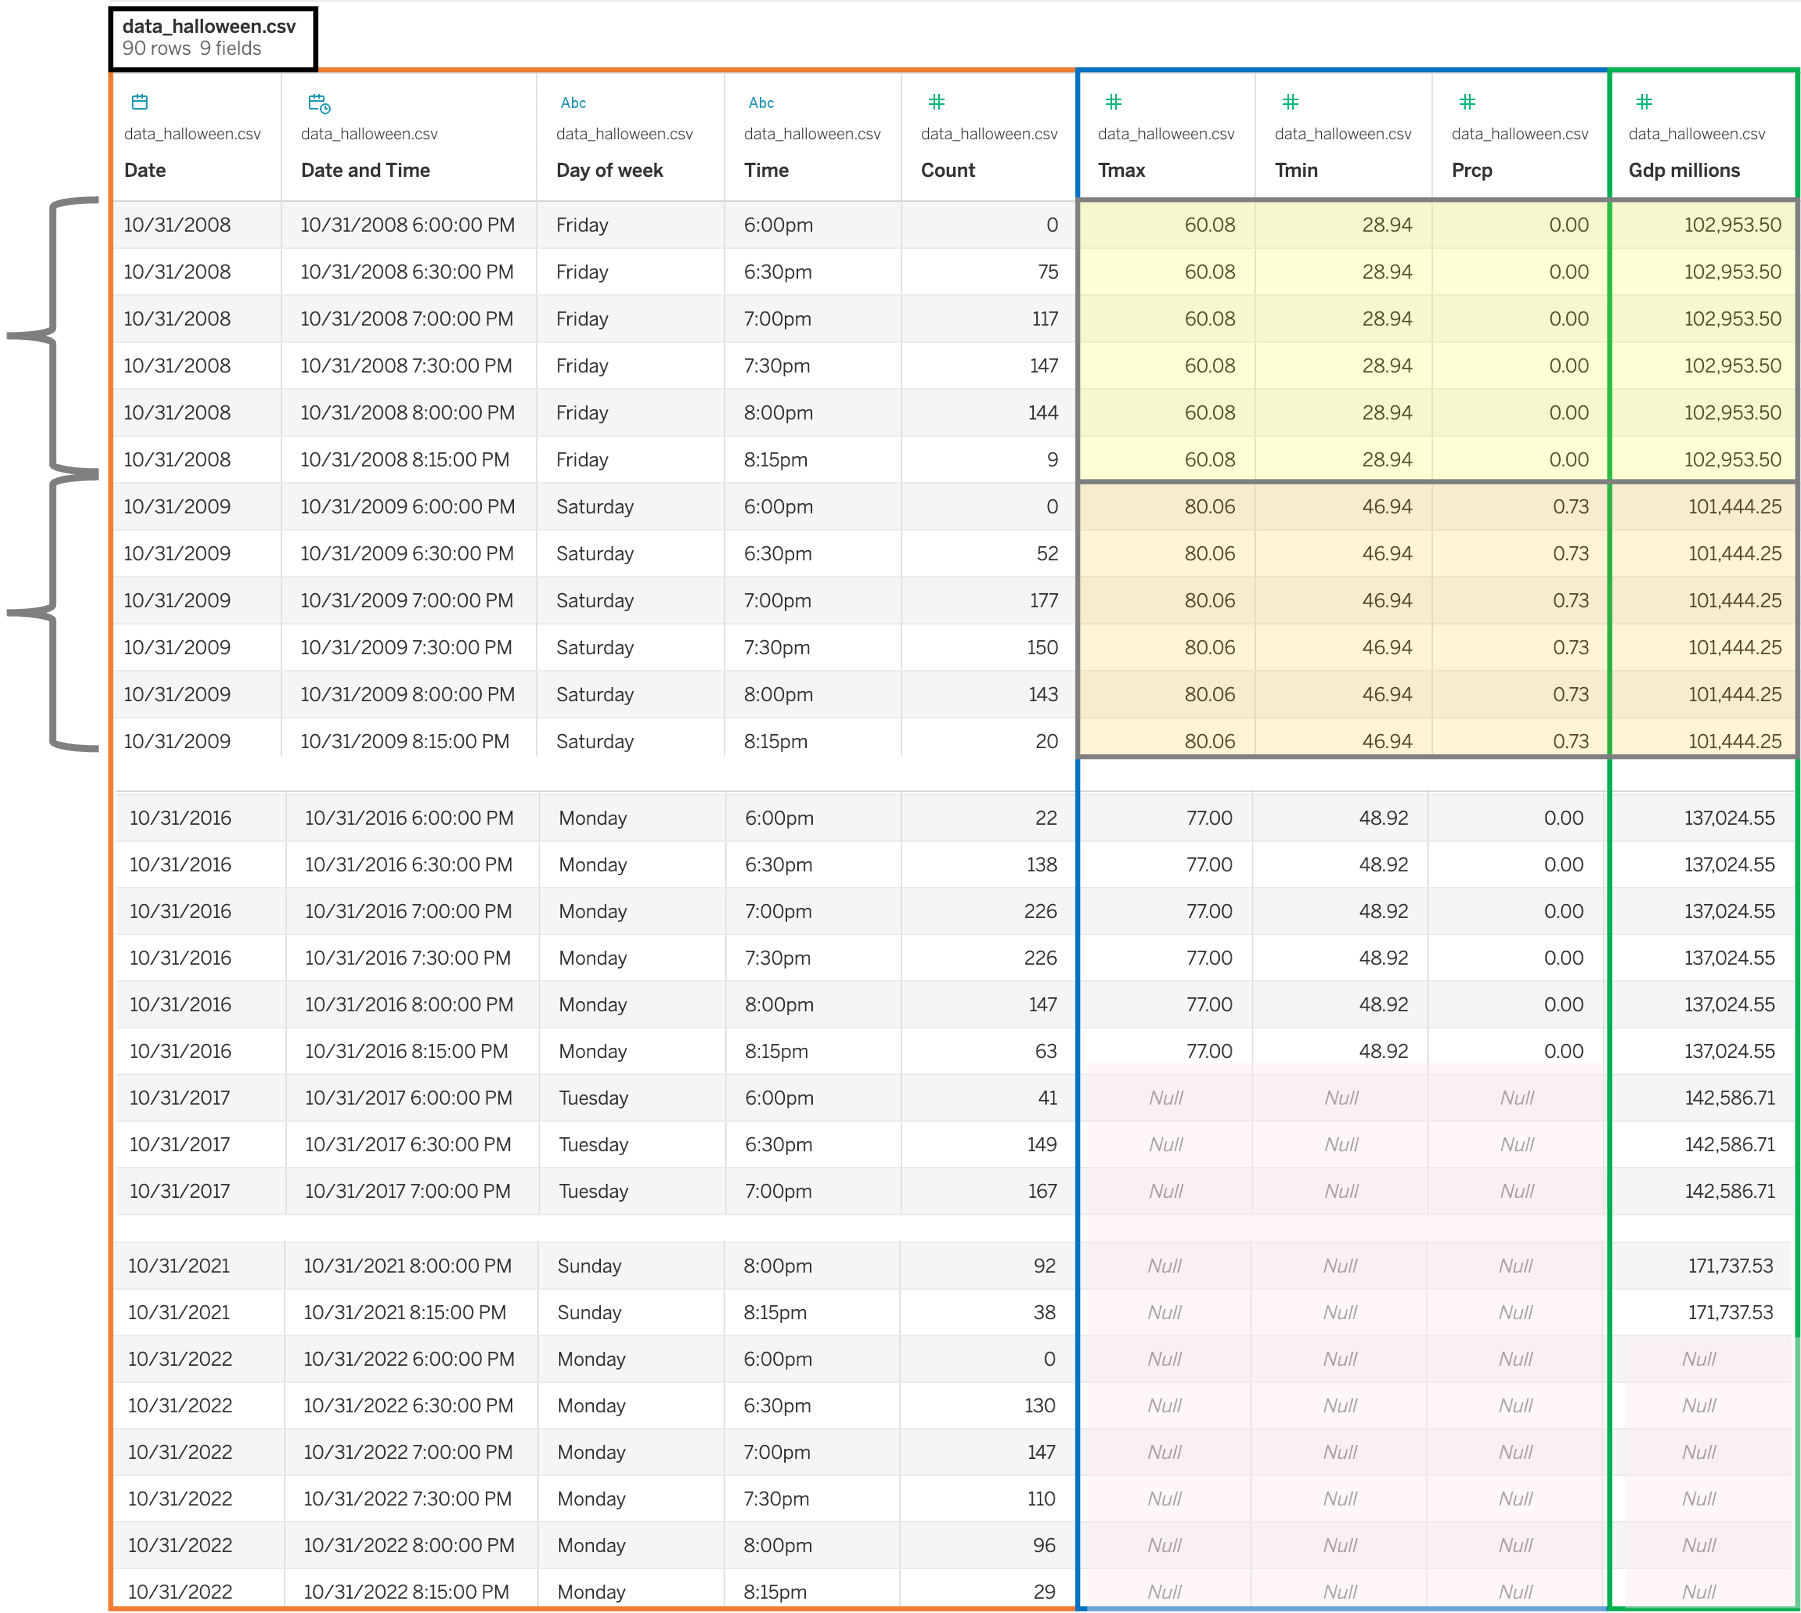 data_halloween.csv
90 rows 9 fields
Abc Abc
data_halloween.csv data_halloween.csv data_halloween.csv data_halloween.csv data_halloween.csv data_halloween.csv data_halloween.csv data_halloween.csv data_halloween.csv
Date Date and Time Day of week Time Count Tmax Tmin Prcp Gdp millions
10/31/2008 10/31/2008 6:00:00 PM Friday 6:00pm 0 60.08 28.94 0.00 102,953.50
10/31/2008 10/31/2008 6:30:00 PM Friday 6:30pm 75 60.08 28.94 0.00 102,953.50
10/31/2008 10/31/2008 7:00:00 PM Friday 7:00pm 117 60.08 28.94 0.00 102,953.50
10/31/2008 10/31/2008 7:30:00 PM Friday 7:30pm 147 60.08 28.94 0.00 102,953.50
10/31/2008 10/31/2008 8:00:00 PM Friday 8:00pm 144 60.08 28.94 0.00 102,953.50
10/31/2008 10/31/2008 8:15:00 PM Friday 8:15pm 9 60.08 28.94 0.00 102,953.50
10/31/2009 10/31/2009 6:00:00 PM Saturday 6:00pm 0 80.06 46.94 0.73 101,444.25
10/31/2009 10/31/2009 6:30:00 PM Saturday 6:30pm 52 80.06 46.94 0.73 101,444.25
10/31/2009 10/31/2009 7:00:00 PM Saturday 7:00pm 177 80.06 46.94 0.73 101,444.25
10/31/2009 10/31/2009 7:30:00 PM Saturday 7:30pm 150 80.06 46.94 0.73 101,444.25
10/31/2009 10/31/2009 8:00:00 PM Saturday 8:00pm 143 80.06 46.94 0.73 101,444.25
10/31/2009 10/31/2009 8:15:00 PM Saturday 8:15pm 20 80.06 46.94 0.73 101,444.25
10/31/2016 10/31/2016 6:00:00 PM Monday 6:00pm 22 77.00 48.92 0.00 137,024.55
10/31/2016 10/31/2016 6:30:00 PM Monday 6:30pm 138 77.00 48.92 0.00 137,024.55
10/31/2016 10/31/2016 7:00:00 PM Monday 7:00pm 226 77.00 48.92 0.00 137,024.55
10/31/2016 10/31/2016 7:30:00 PM Monday 7:30pm 226 77.00 48.92 0.00 137,024.55
10/31/2016 10/31/2016 8:00:00 PM Monday 8:00pm 147 77.00 48.92 0.00 137,024.55
10/31/2016 10/31/2016 8:15:00 PM Monday 8:15pm 63 77.00 48.92 0.00 137,024.55
10/31/2017 10/31/2017 6:00:00 PM Tuesday 6:00pm 41 Null Null Null 142,586.71
10/31/2017 10/31/2017 6:30:00 PM Tuesday 6:30pm 149 Null Null Null 142,586.71
10/31/2017 10/31/2017 7:00:00 PM Tuesday 7:00pm 167 Null Null Null 142,586.71
10/31/2021 10/31/2021 8:00:00 PM Sunday 8:00pm 92 Null Null Null 171,737.53
10/31/2021 10/31/2021 8:15:00 PM Sunday 8:15pm 38 Null Null Null 171,737.53
10/31/2022 10/31/2022 6:00:00 PM Monday 6:00pm 0 Null Null Null Null
10/31/2022 10/31/2022 6:30:00 PM Monday 6:30pm 130 Null Null Null Null
10/31/2022 10/31/2022 7:00:00 PM Monday 7:00pm 147 Null Null Null Null
10/31/2022 10/31/2022 7:30:00 PM Monday 7:30pm 110 Null Null Null Null
10/31/2022 10/31/2022 8:00:00 PM Monday 8:00pm 96 Null Null Null Null
10/31/2022 10/31/2022 8:15:00 PM Monday 8:15pm 29 Null Null Null Null